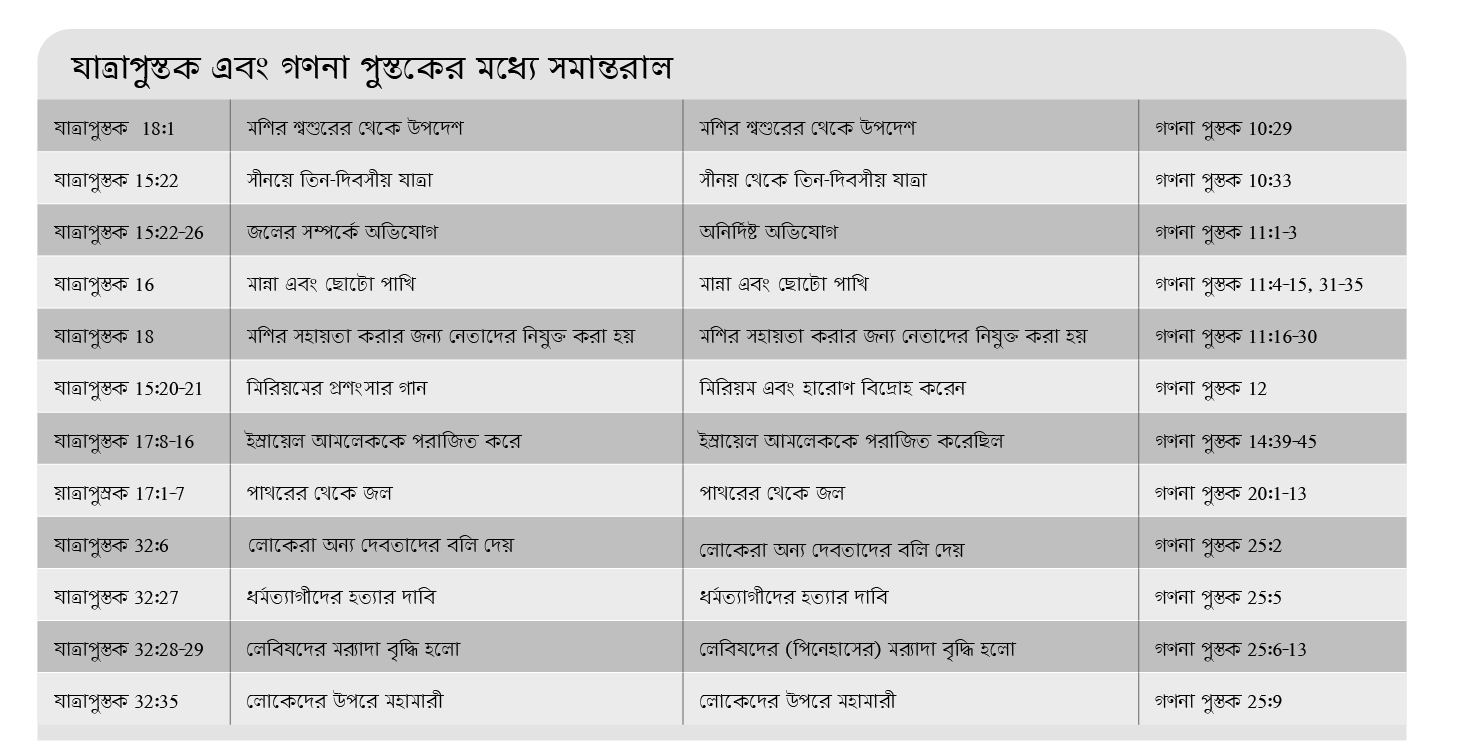 যাত্রাপুস্তক এবং গণনা পুস্তকের মধ্যে সমান্তরাল
যাত্রাপুস্তক 18:1 মশির শ্বশুরের থেকে উপদেশ মশির শ্বশুরের থেকে উপদেশ গণনা পুস্তক 10:29
যাত্রাপুস্তক 15:22 সীনয়ে তিন-দিবসীয় যাত্রা সীনয় থেকে তিন-দিবসীয় যাত্রা গণনা পুস্তক 10:33
যাত্রাপুস্তক 15:22-26 জলের সম্পর্কে অভিযোগ অনির্দিষ্ট অভিযোগ গণনা পুস্তক 11:1-3
যাত্রাপুস্তক 16 মান্না এবং ছোটো পাখি মান্না এবং ছোটো পাখি গণনা পুস্তক 11:4-15, 31-35
যাত্রাপুস্তক 18 মশির সহায়তা করার জন্য নেতাদের নিযুক্ত করা হয় মশির সহায়তা করার জন্য নেতাদের নিযুক্ত করা হয় গণনা পুস্তক 11:16-30
যাত্রাপুস্তক 15:20-21 মিরিয়মের প্রশংসার গান মিরিয়ম এবং হারোণ বিদ্রোহ করেন গণনা পুস্তক 12
যাত্রাপুস্তক 17:8-16 ইস্রায়েল আমলেককে পরাজিত করে ইস্রায়েল আমলেককে পরাজিত করেছিল গণনা পুস্তক 14:39-45
য়াত্রাপুস্রক 17:1-7 পাথরের থেকে জল পাথরের থেকে জল গণনা পুস্তক 20:1-13
যাত্রাপুস্তক 32:6 লোকেরা অন্য দেবতাদের বলি দেয় লোকেরা অন্য দেবতাদের বলি দেয় গণনা পুস্তক 25:2
যাত্রাপুস্তক 32:27 ধর্মত্যাগীদের হত্যার দাবি ধর্মত্যাগীদের হত্যার দাবি গণনা পুস্তক 25:5
যাত্রাপুস্তক 32:28-29 লেবিষদের মর‍্যাদা বৃদ্ধি হলো লেবিষদের (পিনেহাসের) মর‍্যাদা বৃদ্ধি হলো গণনা পুস্তক 25:6-13
যাত্রাপুস্তক 32:35 লোকেদের উপরে মহামারী লোকেদের উপরে মহামারী গণনা পুস্তক 25:9